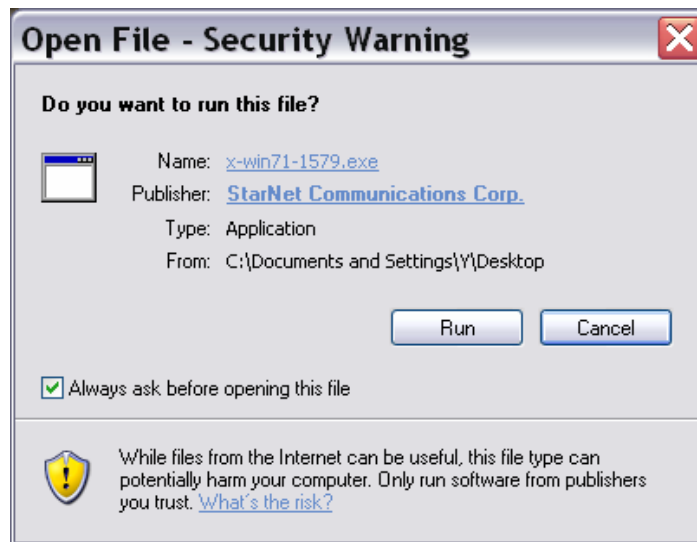 Open File - Security Warning
Do you want to run this file?
Name: x-win71-1579.exe
Publisher: StarNet Communications Corp.
Type: Application
From: C:\Documents and Settings\Y\Desktop
Run Cancel
Always ask before opening this file
While files from the Internet can be useful, this file type can
potentially harm your computer. Only run software from publishers
you trust. What's the risk?